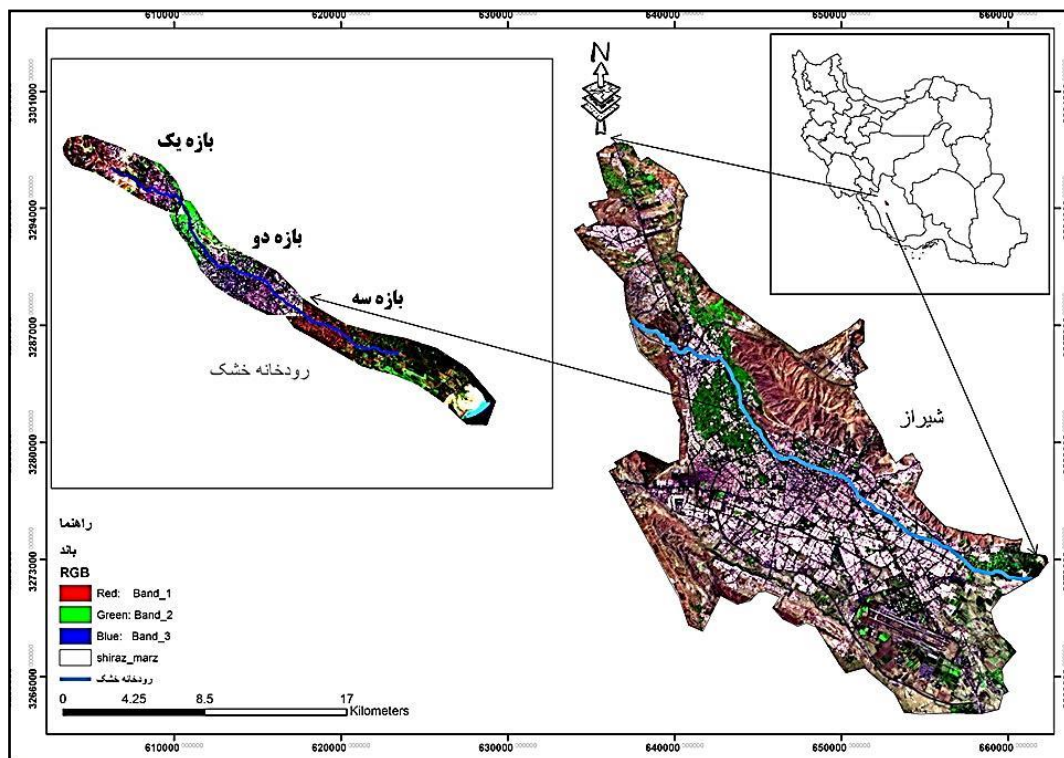 610000 620000 630000 640000 650000 660000
3301000
3294000
3287000
3280000
3273000
3266000
N
بازه یک
بازه دو
بازه سه
رودخانه خشک
شیراز
راهنما
باند
RGB
Red: Band_1
Green: Band_2
Blue: Band_3
shiraz_marz
رودخانه خشک
0 4.25 8.5 17
Kilometers
610000 620000 630000 640000 650000 660000